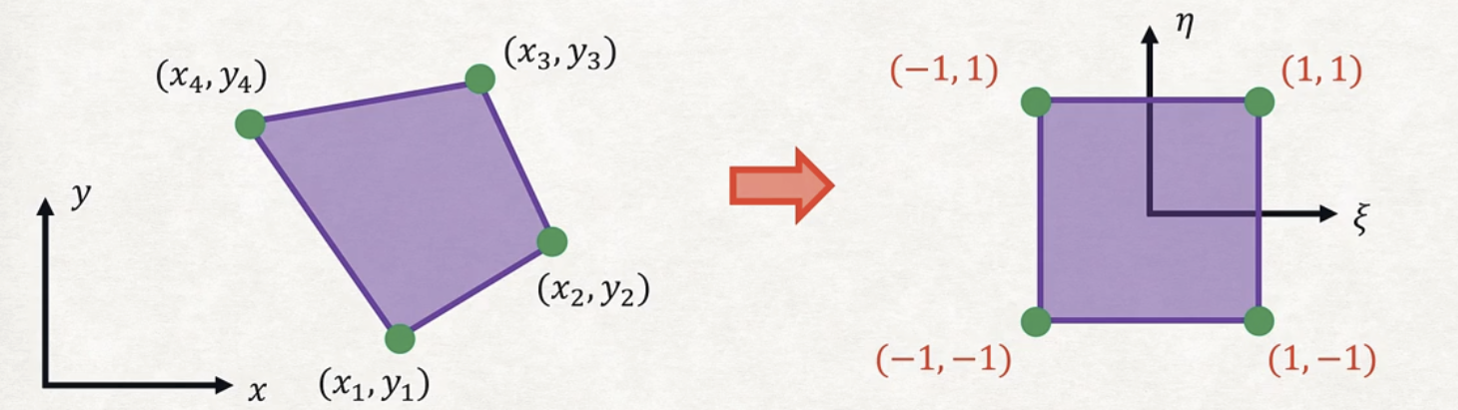 (x₄, y₄)
(x₃, y₃)
y
(x₂, y₂)
(x₁, y₁)
x
η
(−1, 1)
(1, 1)
ξ
(−1, −1)
(1, −1)